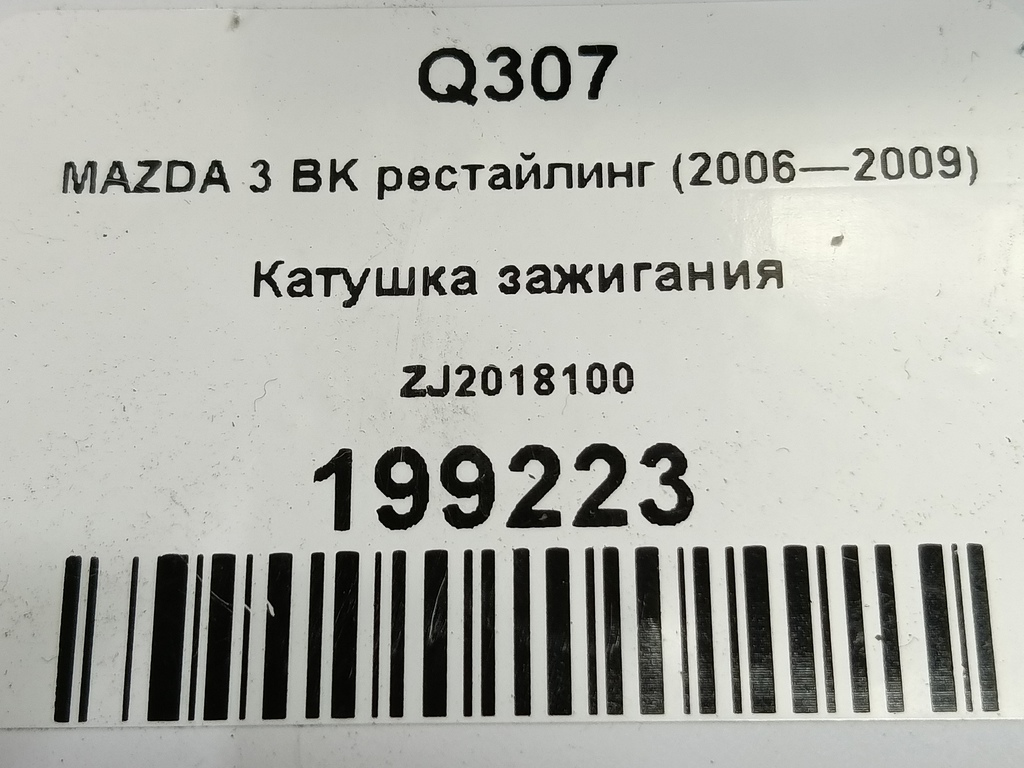 Q307
MAZDA 3 BK рестайлинг (2006—2009)
Катушка зажигания
ZJ2018100
199223